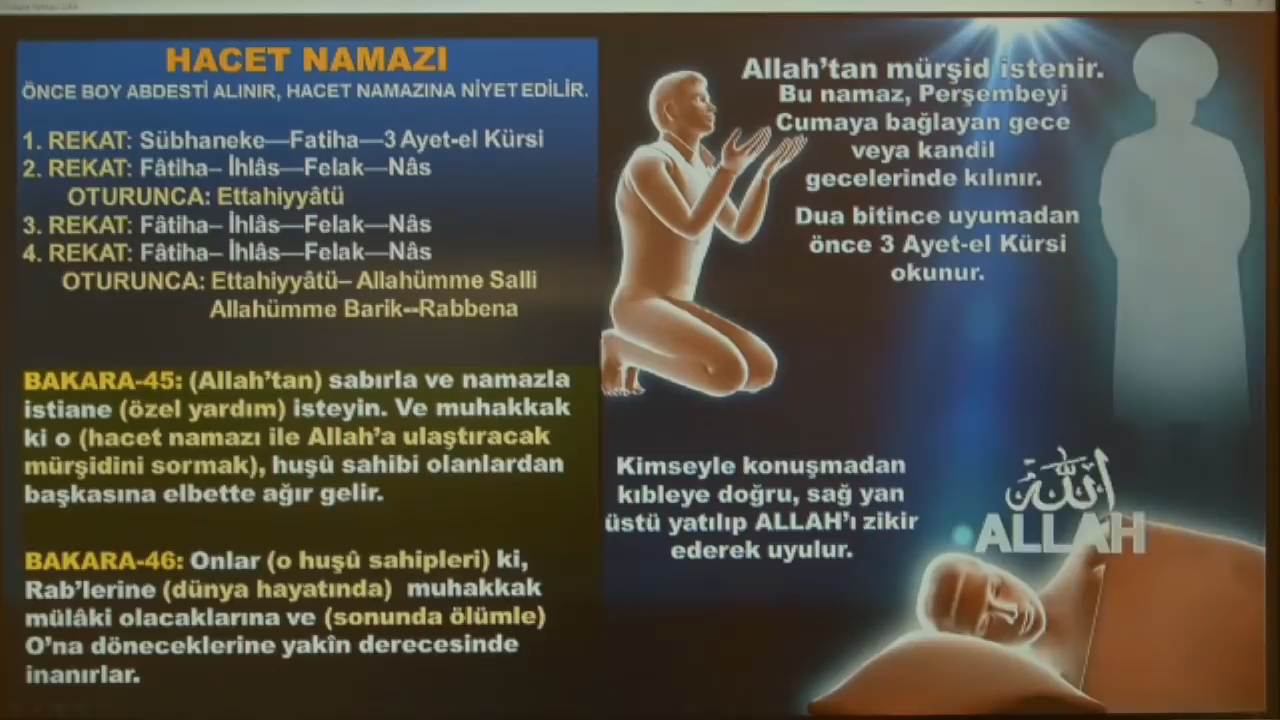 HACET NAMAZI
ÖNCE BOY ABDESTİ ALINIR, HACET NAMAZINA NİYET EDİLİR.
1. REKAT: Sübhaneke—Fatiha—3 Ayet-el Kürsi
2. REKAT: Fâtiha– İhlâs—Felak—Nâs
OTURUNCA: Ettahiyyâtü
3. REKAT: Fâtiha– İhlâs—Felak—Nâs
4. REKAT: Fâtiha– İhlâs—Felak—Nâs
OTURUNCA: Ettahiyyâtü– Allahümme Salli
Allahümme Barik--Rabbena
BAKARA-45: (Allah’tan) sabırla ve namazla
istiane (özel yardım) isteyin. Ve muhakkak
ki o (hacet namazı ile Allah’a ulaştıracak
mürşidini sormak), huşû sahibi olanlardan
başkasına elbette ağır gelir.
BAKARA-46: Onlar (o huşû sahipleri) ki,
Rab’lerine (dünya hayatında) muhakkak
mülâki olacaklarına ve (sonunda ölümle)
O’na döneceklerine yakîn derecesinde
inanırlar.
Allah’tan mürşid istenir.
Bu namaz, Perşembeyi
Cumaya bağlayan gece
veya kandil
gecelerinde kılınır.
Dua bitince uyumadan
önce 3 Ayet-el Kürsi
okunur.
Kimseyle konuşmadan
kıbleye doğru, sağ yan
üstü yatılıp ALLAH’ı zikir
ederek uyulur.
الله
ALLAH